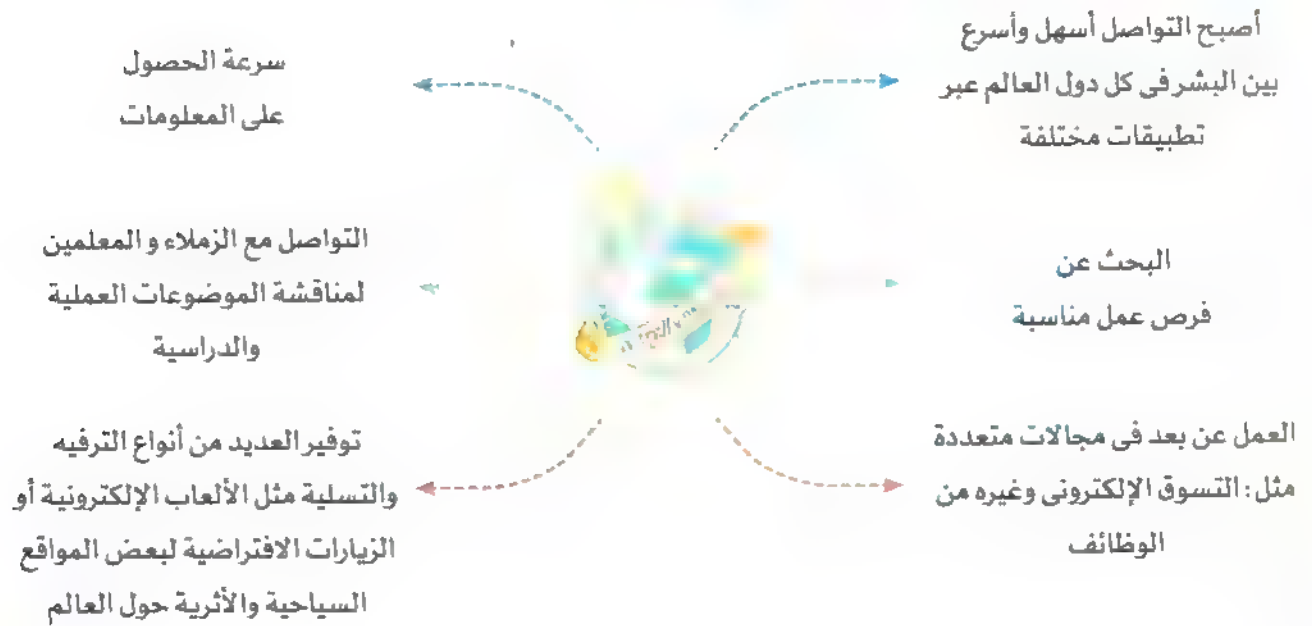 أصبح التواصل أسهل وأسرع
بين البشر فى كل دول العالم عبر
تطبيقات مختلفة
سرعة الحصول
على المعلومات
البحث عن
فرص عمل مناسبة
التواصل مع الزملاء و المعلمين
لمناقشة الموضوعات العملية
والدراسية
العمل عن بعد فى مجالات متعددة
مثل: التسوق الإلكترونى وغيره من
الوظائف
توفير العديد من أنواع الترفيه
والتسلية مثل الألعاب الإلكترونية أو
الزيارات الافتراضية لبعض المواقع
السياحية والأثرية حول العالم